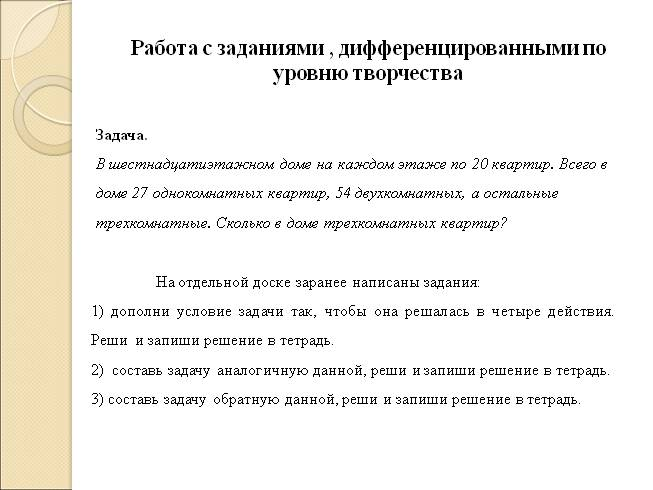 Работа с заданиями , дифференцированными по
уровню творчества
Задача.
В шестнадцатиэтажном доме на каждом этаже по 20 квартир. Всего в
доме 27 однокомнатных квартир, 54 двухкомнатных, а остальные
трехкомнатные. Сколько в доме трехкомнатных квартир?
На отдельной доске заранее написаны задания:
1) дополни условие задачи так, чтобы она решалась в четыре действия.
Реши и запиши решение в тетрадь.
2) составь задачу аналогичную данной, реши и запиши решение в тетрадь.
3) составь задачу обратную данной, реши и запиши решение в тетрадь.